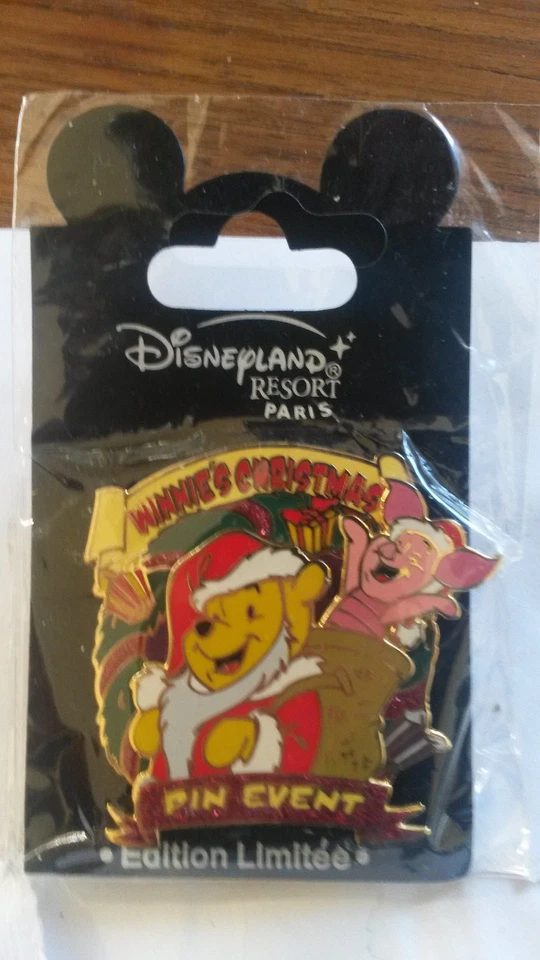 Disneyland®
RESORT
PARIS
WINNIE'S CHRISTMAS
PIN EVENT
• Edition Limitée •